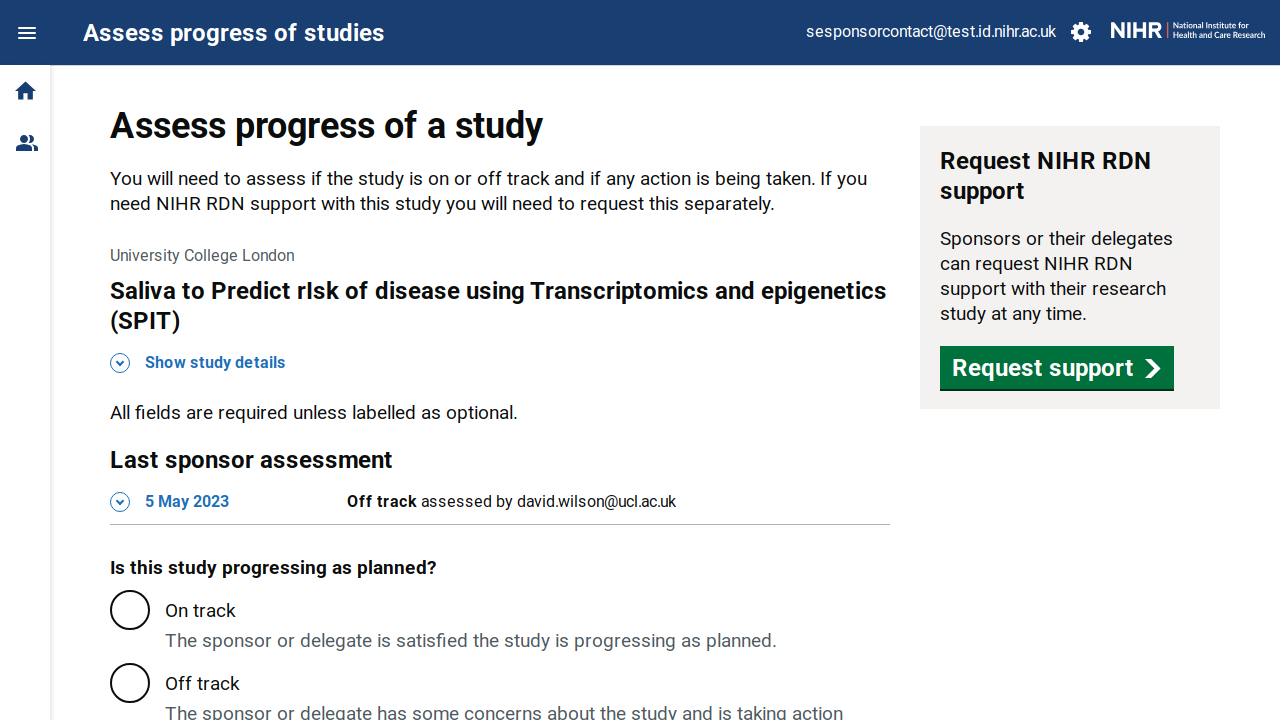 Assess progress of studies
sesponsorcontact@test.id.nihr.ac.uk
NIHR | National Institute for
Health and Care Research
Assess progress of a study
You will need to assess if the study is on or off track and if any action is being taken. If you
need NIHR RDN support with this study you will need to request this separately.
University College London
Saliva to Predict rIsk of disease using Transcriptomics and epigenetics
(SPIT)
Show study details
All fields are required unless labelled as optional.
Last sponsor assessment
5 May 2023 Off track assessed by david.wilson@ucl.ac.uk
Is this study progressing as planned?
On track
The sponsor or delegate is satisfied the study is progressing as planned.
Off track
The sponsor or delegate has some concerns about the study and is taking action
Request NIHR RDN
support
Sponsors or their delegates
can request NIHR RDN
support with their research
study at any time.
Request support